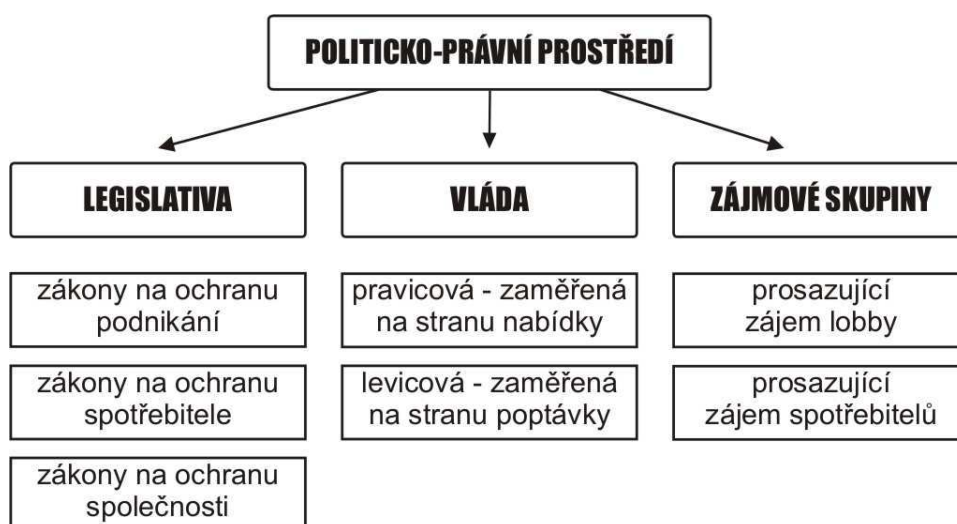 POLITICKO-PRÁVNÍ PROSTŘEDÍ
LEGISLATIVA
zákony na ochranu
podnikání
zákony na ochranu
spotřebitele
zákony na ochranu
společnosti
VLÁDA
pravicová - zaměřená
na stranu nabídky
levicová - zaměřená
na stranu poptávky
ZÁJMOVÉ SKUPINY
prosazující
zájem lobby
prosazující
zájem spotřebitelů